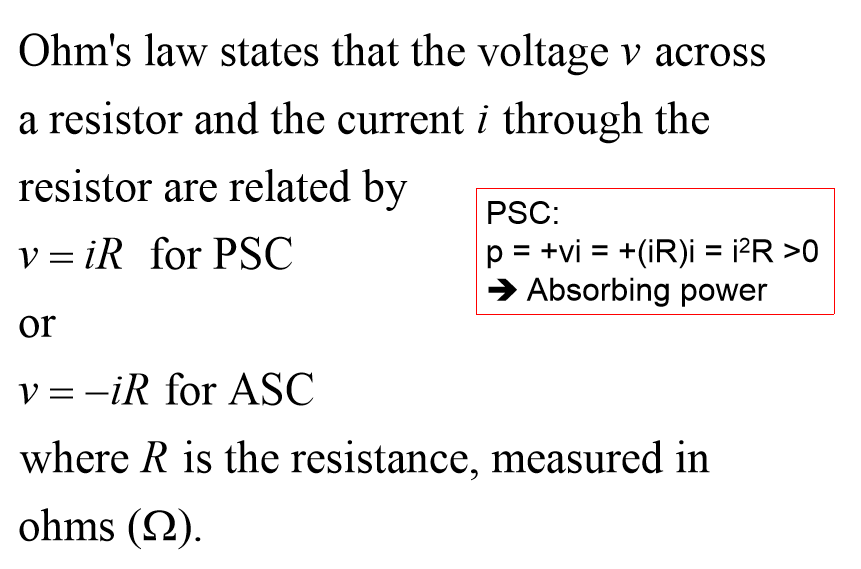 Ohm's law states that the voltage v across
a resistor and the current i through the
resistor are related by
v = iR for PSC
or
v = –iR for ASC
where R is the resistance, measured in
ohms (Ω).
PSC:
p = +vi = +(iR)i = i²R >0
➔ Absorbing power